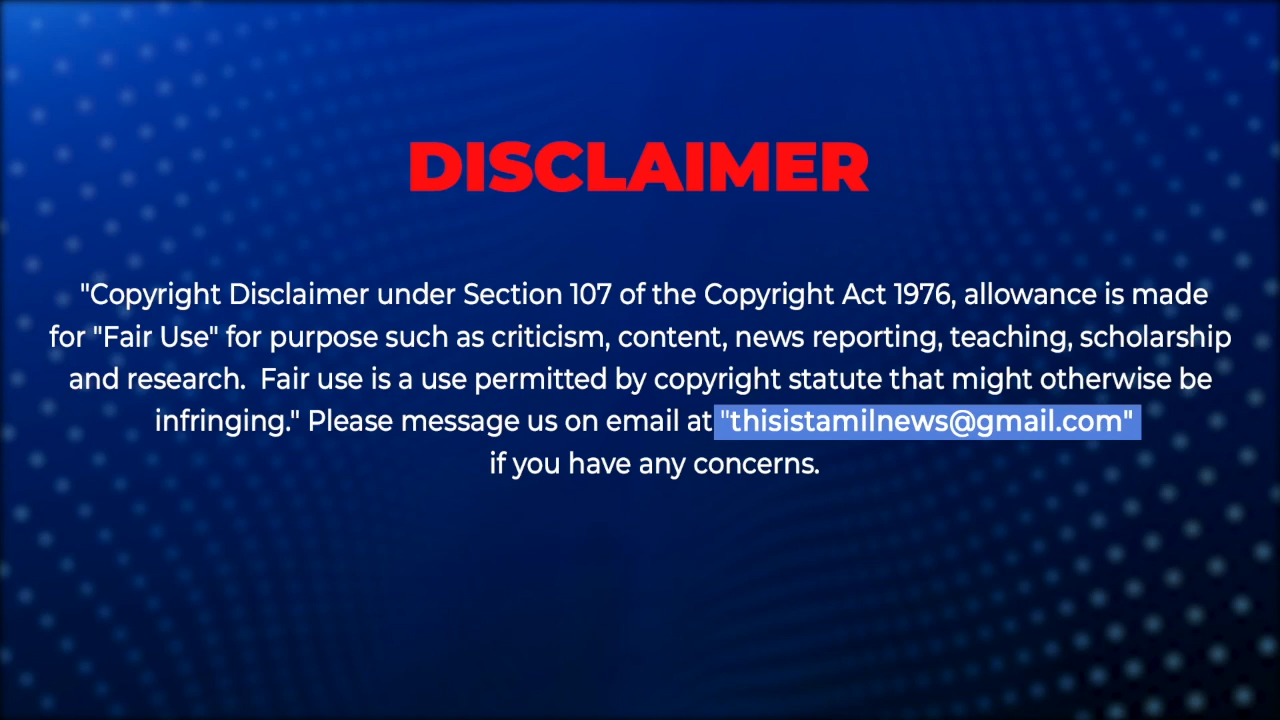 DISCLAIMER
"Copyright Disclaimer under Section 107 of the Copyright Act 1976, allowance is made
for "Fair Use" for purpose such as criticism, content, news reporting, teaching, scholarship
and research.  Fair use is a use permitted by copyright statute that might otherwise be
infringing." Please message us on email at "thisistamilnews@gmail.com"
if you have any concerns.